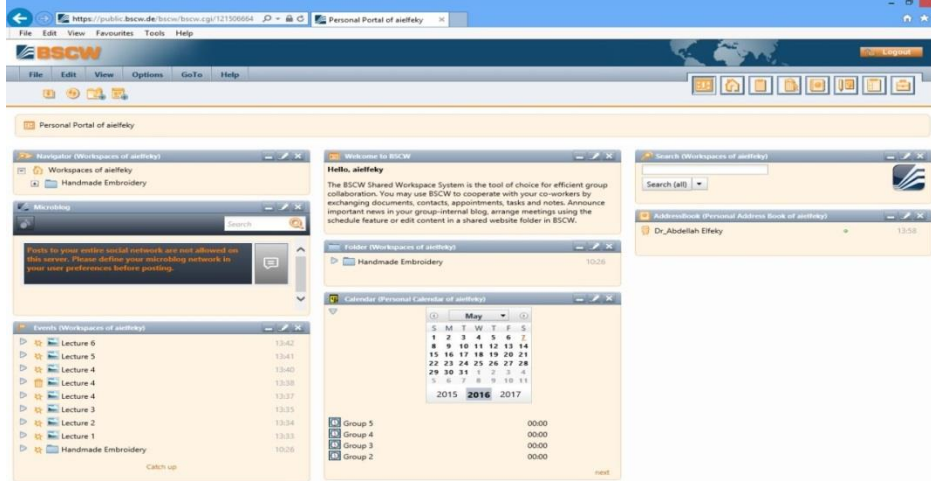 https://public.bscw.de/bscw/bscw.cgi/121506664
Personal Portal of aielfeky
File Edit View Favourites Tools Help
BSCW
Logout
File Edit View Options GoTo Help
Personal Portal of aielfeky
Navigator (Workspaces of aielfeky)
Workspaces of aielfeky
Handmade Embroidery
Microblog
Search
Posts to your entire social network are not allowed on
this server. Please define your microblog network in
your user preferences before posting.
Events (Workspaces of aielfeky)
Lecture 6 13:42
Lecture 5 13:41
Lecture 4 13:40
Lecture 4 13:38
Lecture 4 13:37
Lecture 3 13:35
Lecture 2 13:34
Lecture 1 13:33
Handmade Embroidery 10:28
Catch up
Welcome to BSCW
Hello, aielfeky
The BSCW Shared Workspace System is the tool of choice for efficient group
collaboration. You may use BSCW to cooperate with your co-workers by
exchanging documents, contacts, appointments, tasks and notes. Announce
important news in your group-internal blog, arrange meetings using the
schedule feature or edit content in a shared website folder in BSCW.
Folder (Workspaces of aielfeky)
Handmade Embroidery 10:28
Calendar (Personal Calendar of aielfeky)
May
S M T W T F S
1 2 3 4 5 6 7
8 9 10 11 12 13 14
15 16 17 18 19 20 21
22 23 24 25 26 27 28
29 30 31 1 2 3 4
5 6 7 8 9 10 11
2015 2016 2017
Group 5 00:00
Group 4 00:00
Group 3 00:00
Group 2 00:00
next
Search (Workspaces of aielfeky)
Search (all)
AddressBook (Personal Address Book of aielfeky)
Dr_Abdellah Elfeky 13:58